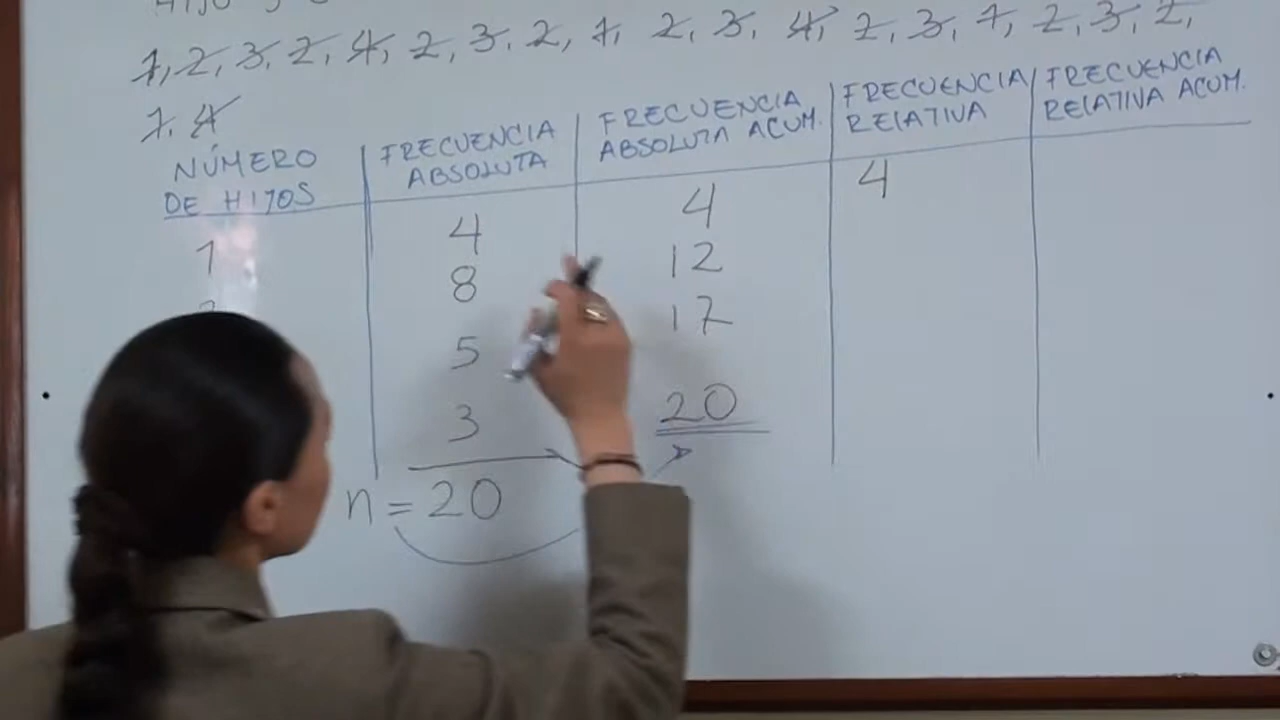 1, 2, 3, 2, 4, 2, 3, 2, 1, 2, 3, 4, 2, 3, 1, 2, 3, 2,
1, 4
NÚMERO
DE HIJOS
FRECUENCIA
ABSOLUTA
FRECUENCIA
ABSOLUTA ACUM.
FRECUENCIA
RELATIVA
FRECUENCIA
RELATIVA ACUM.
1 4 4 4
8 12
5 17
3 20
n = 20